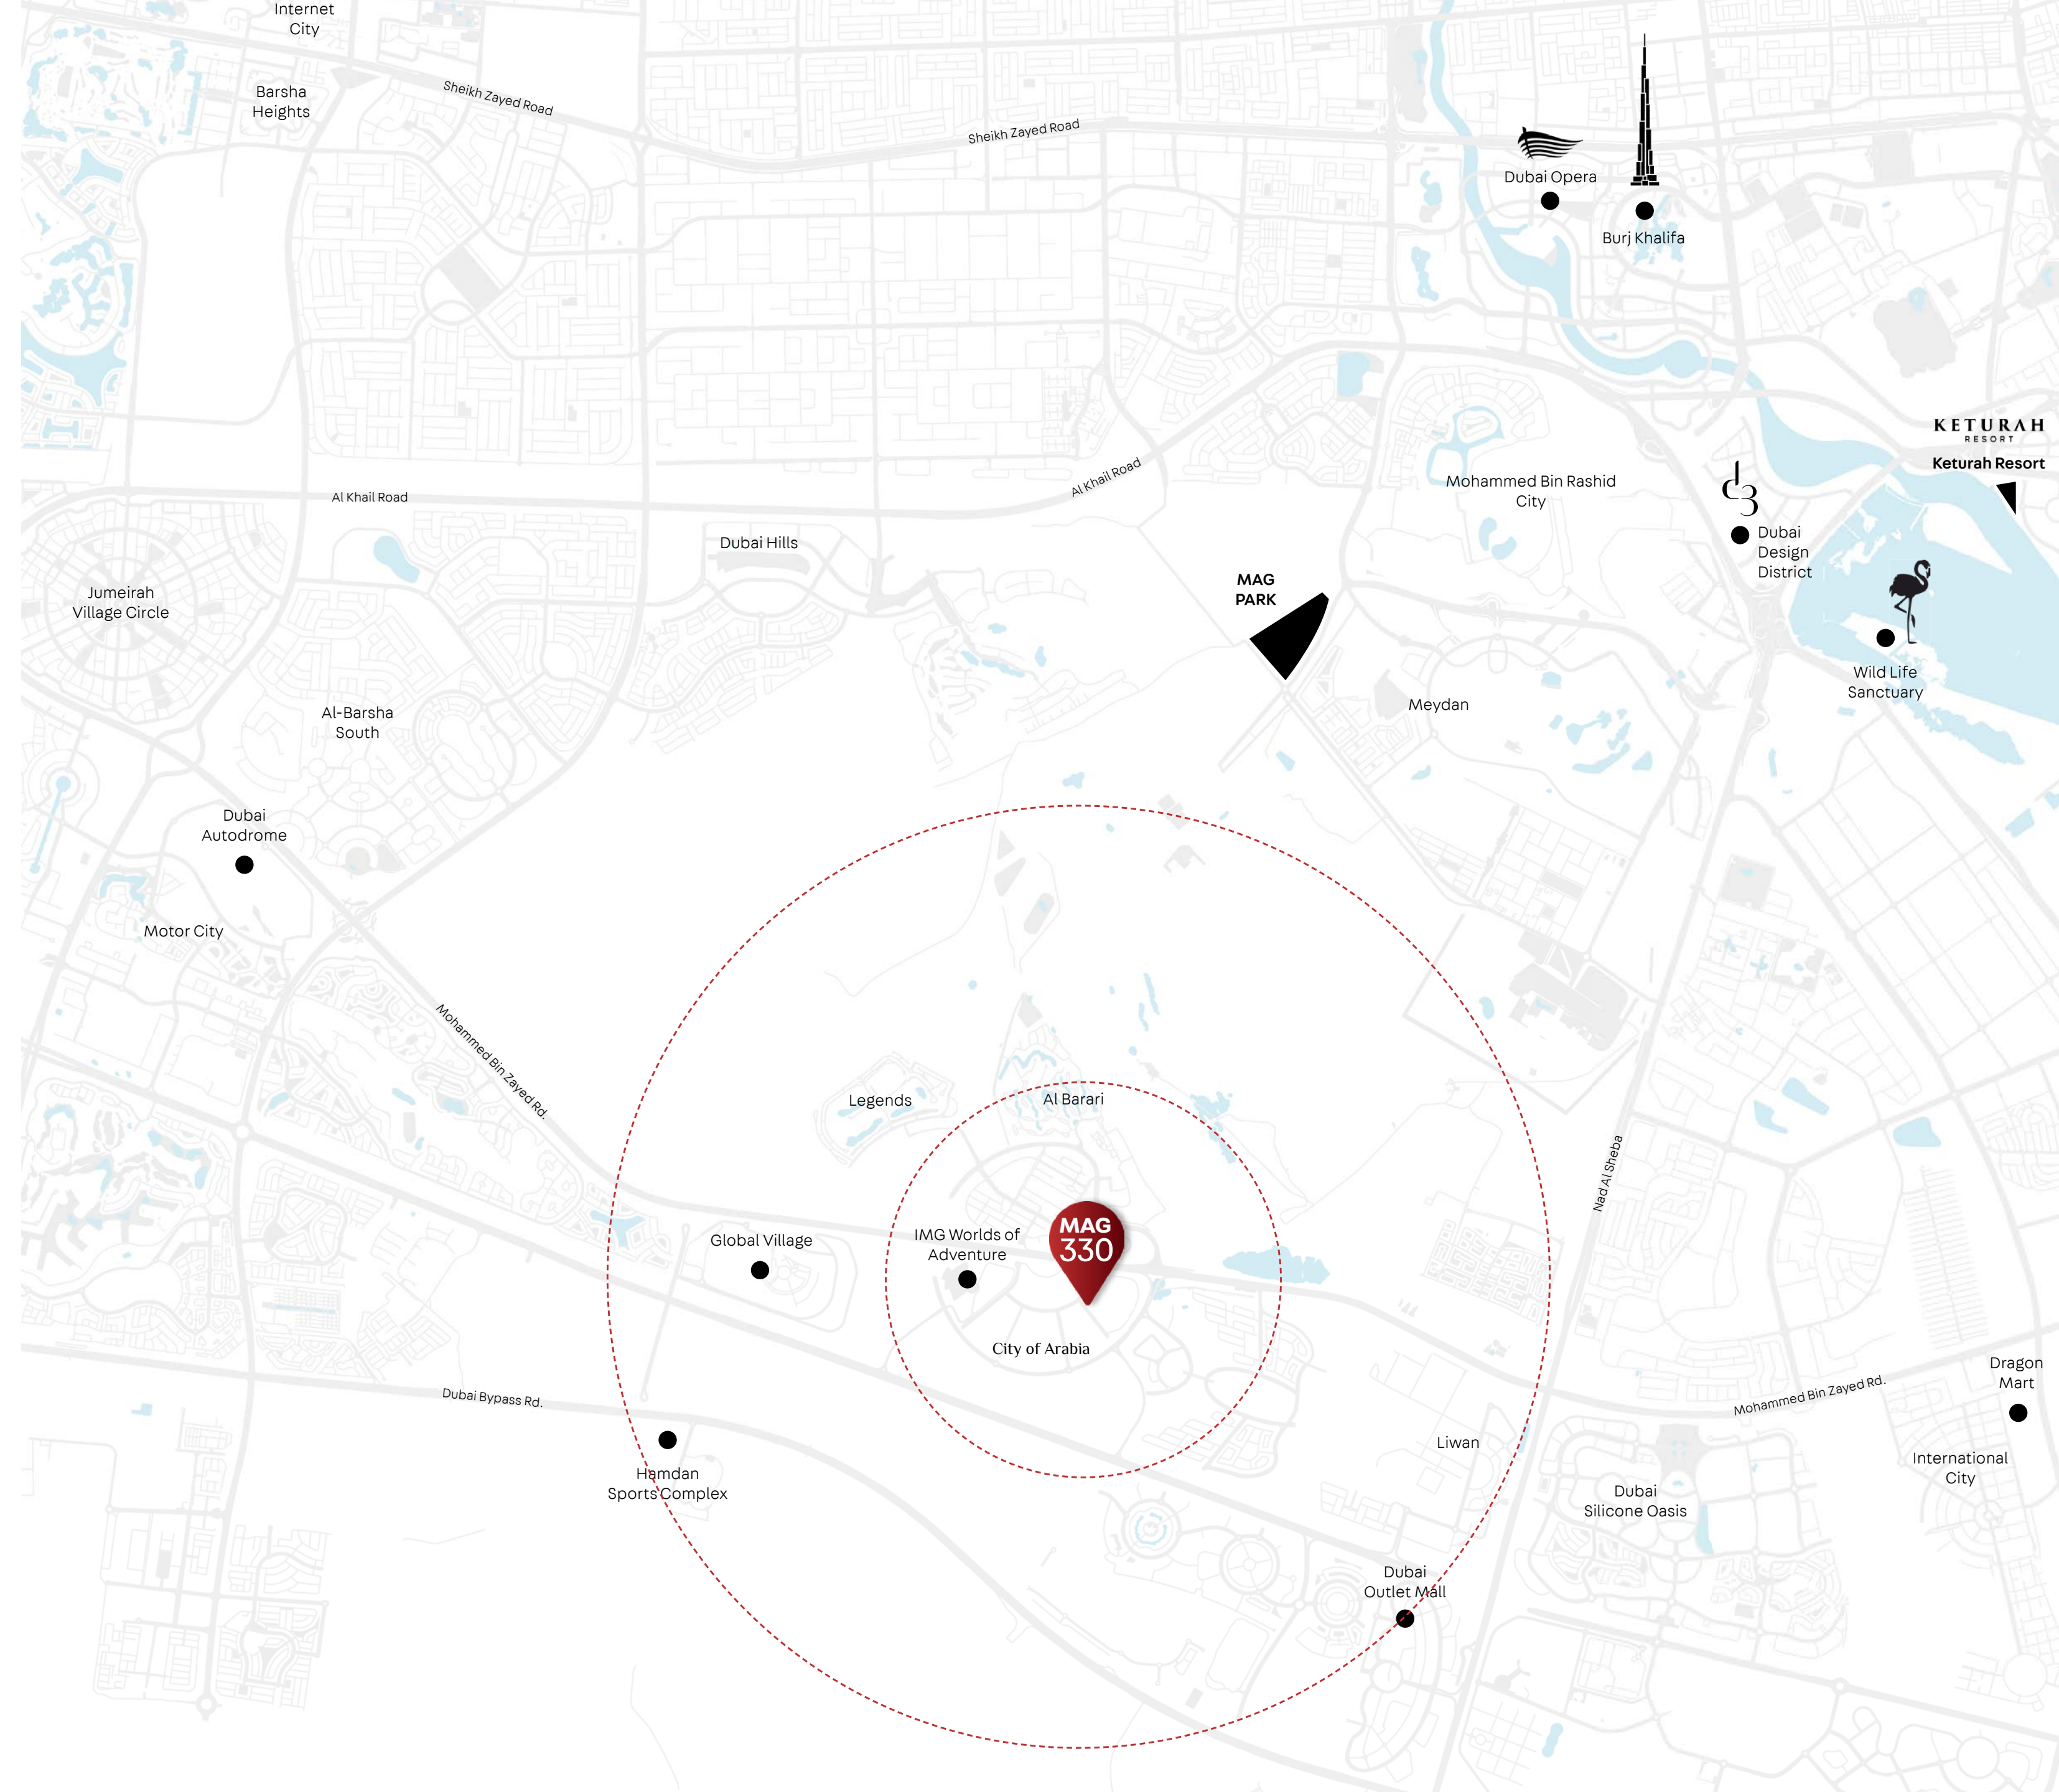 Internet
City
Barsha
Heights
Sheikh Zayed Road
Sheikh Zayed Road
Dubai Opera
Burj Khalifa
KETURAH
RESORT
Keturah Resort
Al Khail Road
Al Khail Road
Mohammed Bin Rashid
City
d3
Dubai
Design
District
Dubai Hills
Jumeirah
Village Circle
MAG
PARK
Wild Life
Sanctuary
Meydan
Al-Barsha
South
Dubai
Autodrome
Motor City
Mohammed Bin Zayed Rd.
Legends
Al Barari
Nad Al Sheba
Global Village
IMG Worlds of
Adventure
MAG
330
City of Arabia
Dubai Bypass Rd.
Mohammed Bin Zayed Rd.
Dragon
Mart
Liwan
International
City
Hamdan
Sports Complex
Dubai
Silicone Oasis
Dubai
Outlet Mall